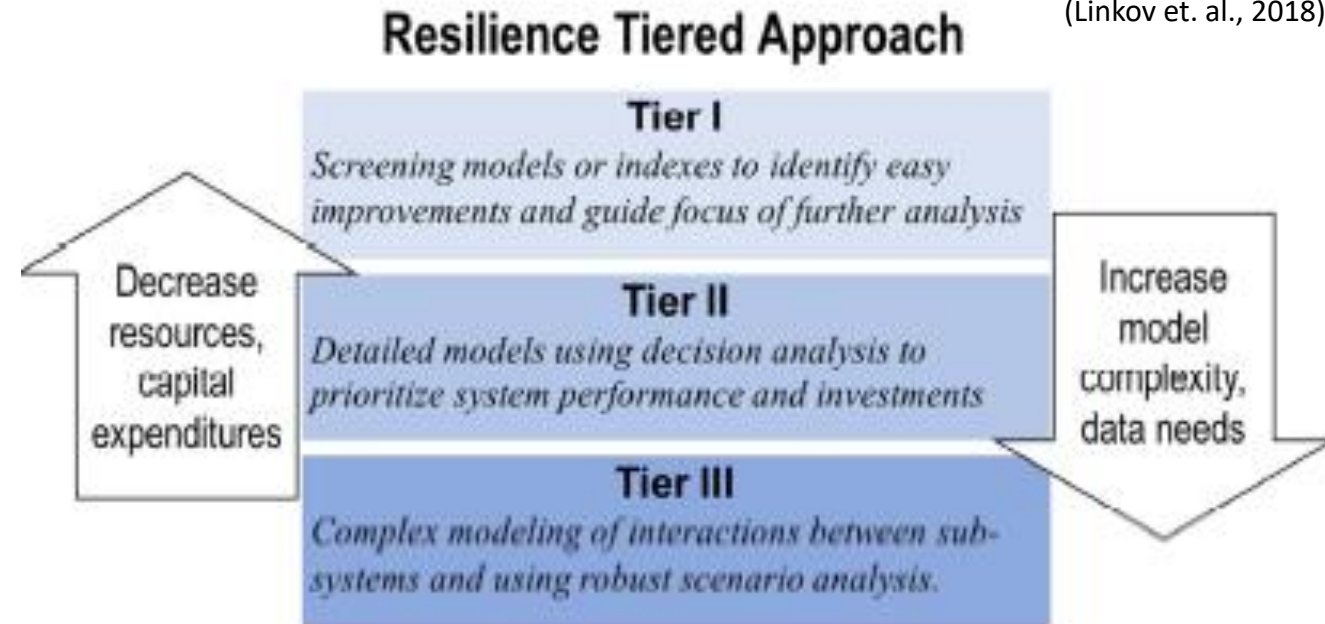 (Linkov et. al., 2018)
Resilience Tiered Approach
Tier I
Screening models or indexes to identify easy
improvements and guide focus of further analysis
Decrease
resources,
capital
expenditures
Tier II
Detailed models using decision analysis to
prioritize system performance and investments
Increase
model
complexity,
data needs
Tier III
Complex modeling of interactions between sub-
systems and using robust scenario analysis.